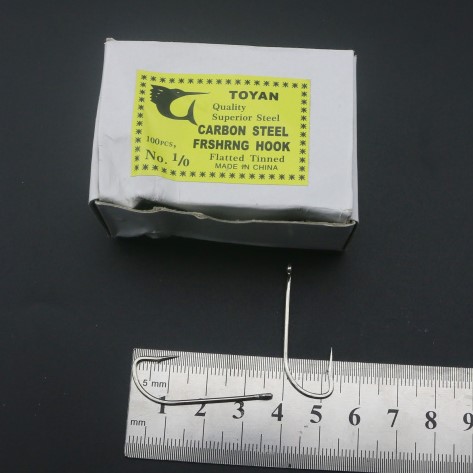 TOYAN
Quality
Superior Steel
CARBON STEEL
FRSHRNG HOOK
Flatted Tinned
MADE IN CHINA
100PCS,
No. 1/0
5 mm
1 2 3 4 5 6 7 8 9
mm